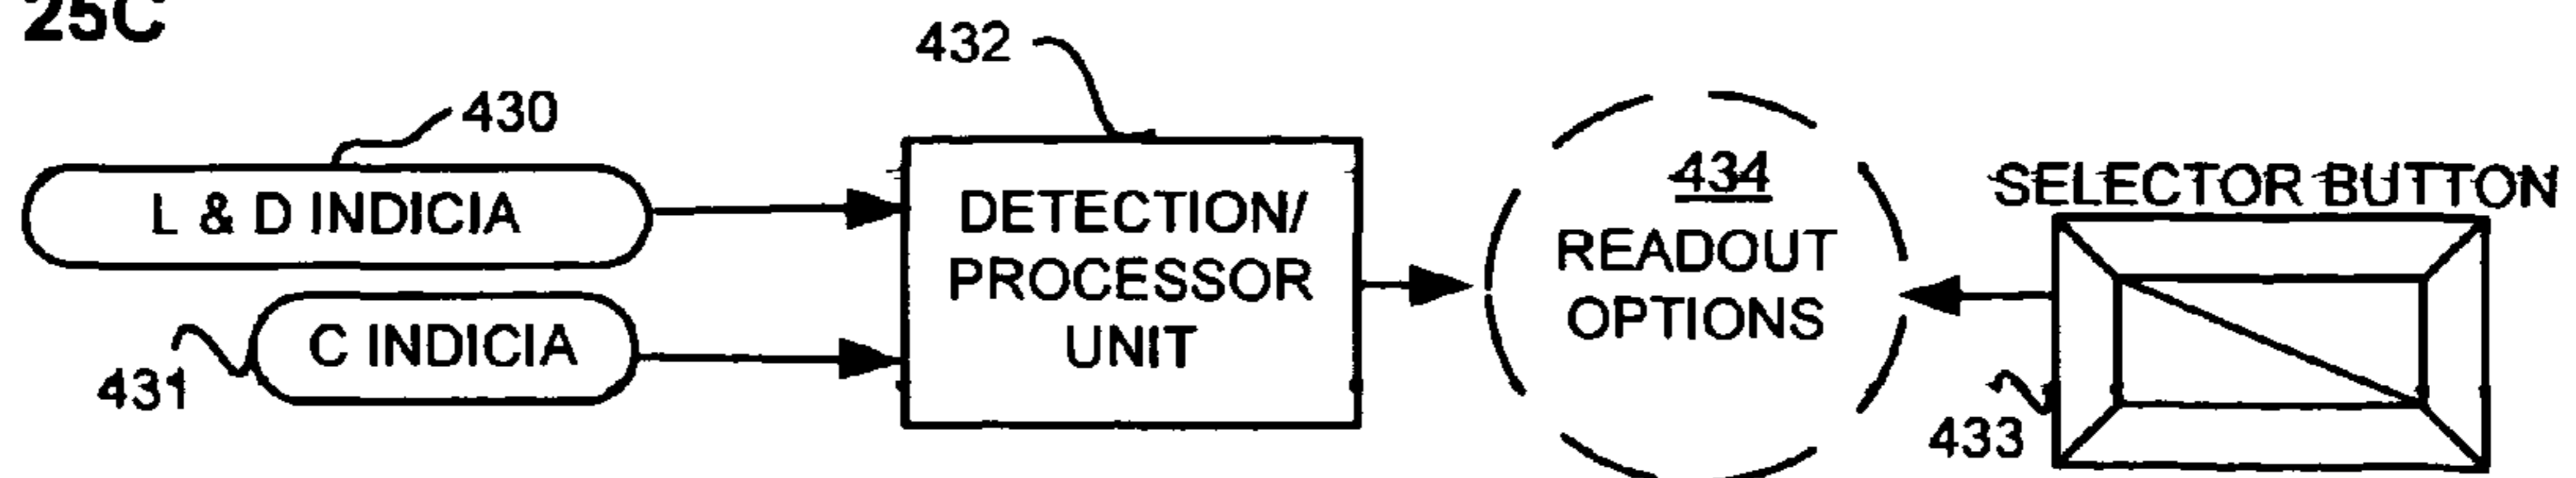 25C
432
430
L & D INDICIA
C INDICIA
431
DETECTION/
PROCESSOR
UNIT
434
READOUT
OPTIONS
SELECTOR BUTTON
433